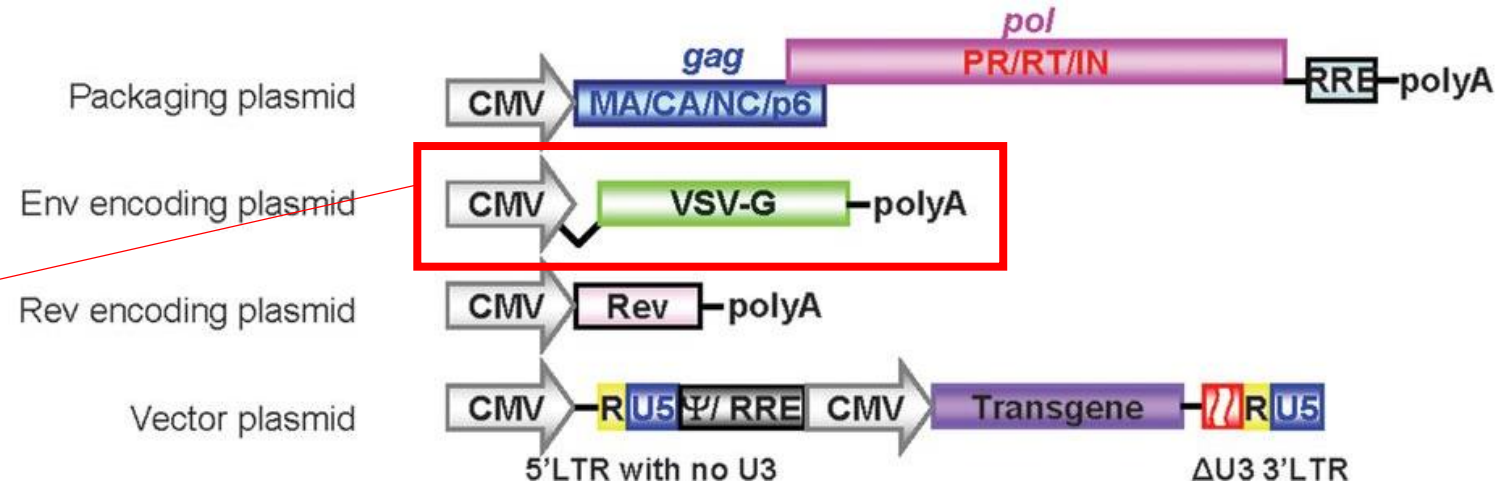 pol
gag PR/RT/IN
Packaging plasmid CMV MA/CA/NC/p6 RRE polyA
Env encoding plasmid CMV VSV-G polyA
Rev encoding plasmid CMV Rev polyA
Vector plasmid CMV R U5 Ψ/ RRE CMV Transgene R U5
5'LTR with no U3 ΔU3 3'LTR